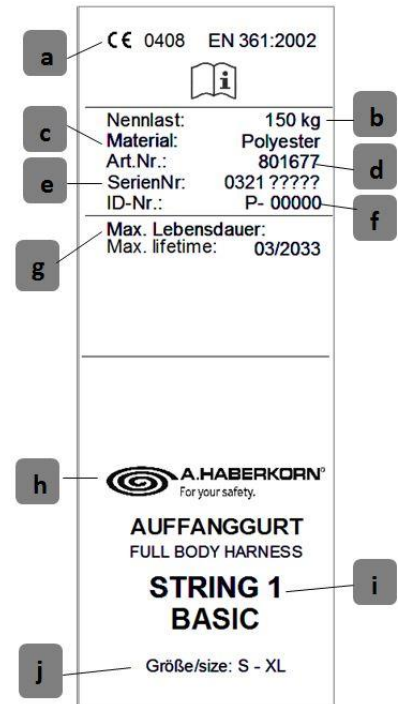 a
CE 0408 EN 361:2002
i
Nennlast: 150 kg
b
c
Material: Polyester
Art.Nr.: 801677
d
e
SerienNr: 0321 ?????
ID-Nr.: P- 00000
f
g
Max. Lebensdauer:
Max. lifetime: 03/2033
h
A.HABERKORN®
For your safety.
AUFFANGGURT
FULL BODY HARNESS
STRING 1
i
BASIC
j
Größe/size: S - XL